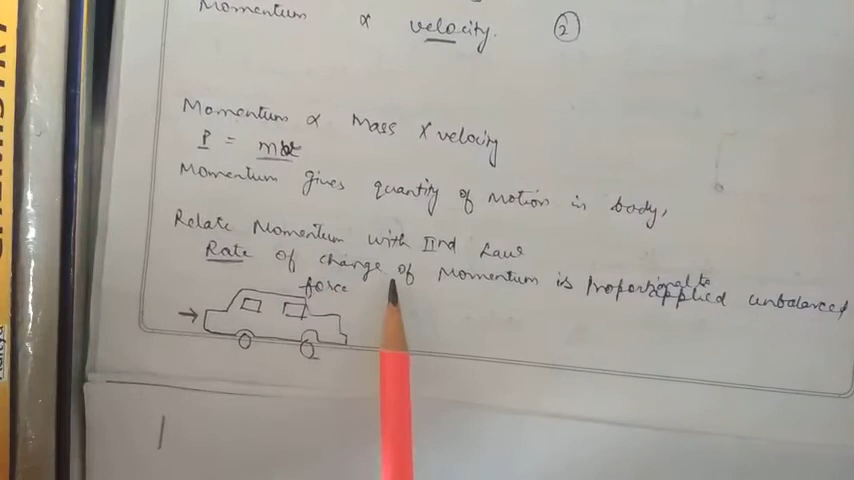 Momentum ∝ velocity. ②
Momentum ∝ Mass X velocity
P = mv
Momentum gives quantity of Motion in body,
Relate Momentum with IInd Law
Rate of change of Momentum is proportional to applied unbalanced
force